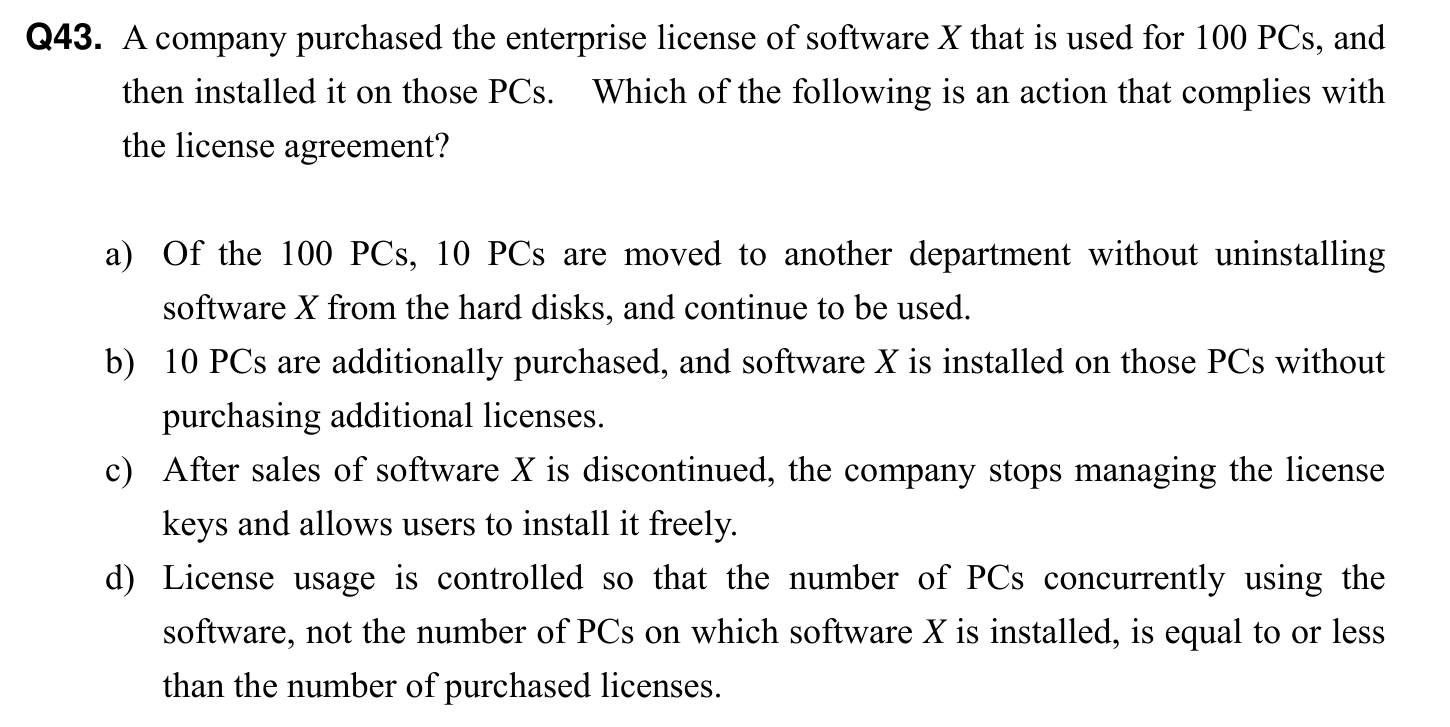 Q43. A company purchased the enterprise license of software X that is used for 100 PCs, and
then installed it on those PCs. Which of the following is an action that complies with
the license agreement?
a) Of the 100 PCs, 10 PCs are moved to another department without uninstalling
software X from the hard disks, and continue to be used.
b) 10 PCs are additionally purchased, and software X is installed on those PCs without
purchasing additional licenses.
c) After sales of software X is discontinued, the company stops managing the license
keys and allows users to install it freely.
d) License usage is controlled so that the number of PCs concurrently using the
software, not the number of PCs on which software X is installed, is equal to or less
than the number of purchased licenses.